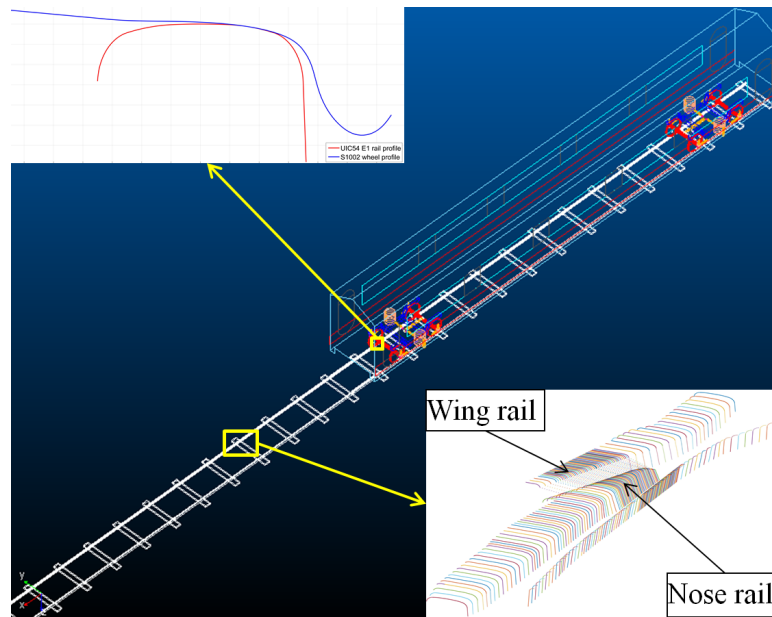 UIC54 E1 rail profile
S1002 wheel profile
Wing rail
Nose rail
y
x